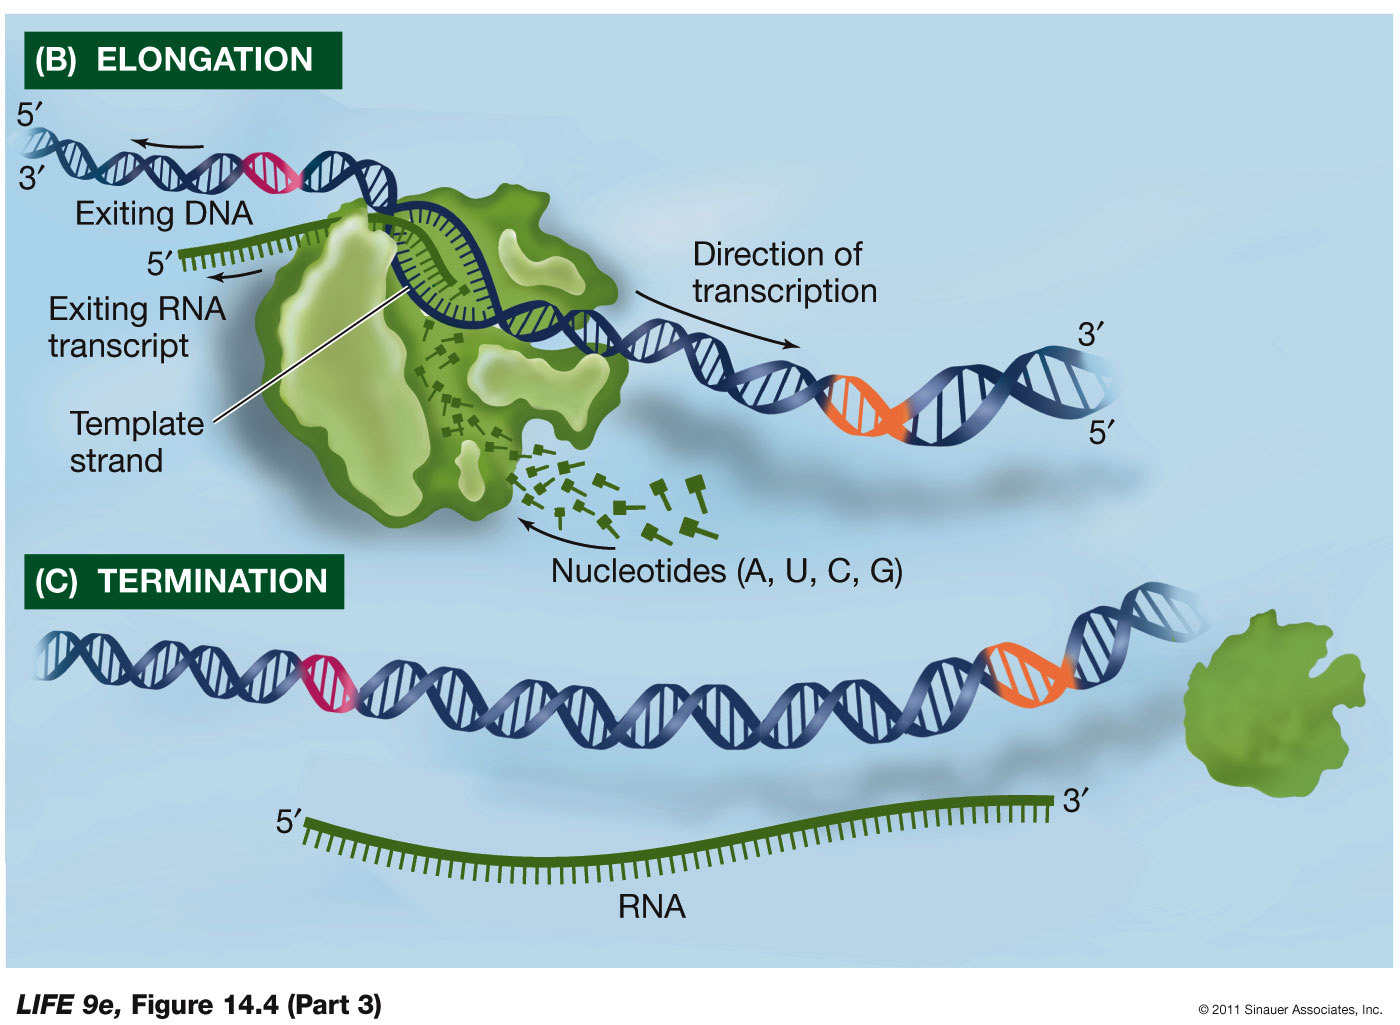 (B) ELONGATION
5′
3′
Exiting DNA
5′
Exiting RNA
transcript
Template
strand
Direction of
transcription
3′
5′
Nucleotides (A, U, C, G)
(C) TERMINATION
5′
3′
RNA
LIFE 9e, Figure 14.4 (Part 3)
© 2011 Sinauer Associates, Inc.